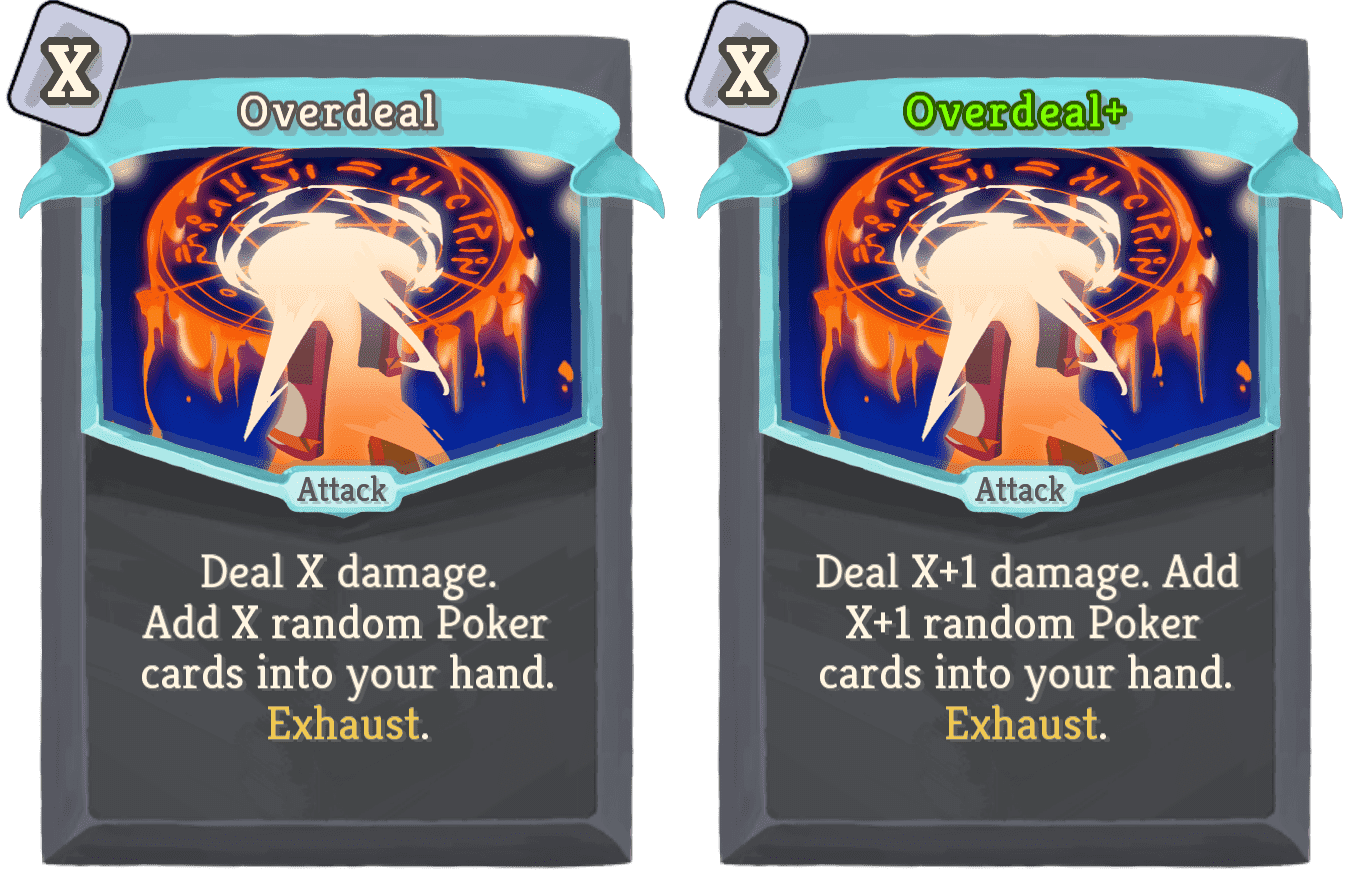 X
Overdeal
Attack
Deal X damage.
Add X random Poker
cards into your hand.
Exhaust.
X
Overdeal+
Attack
Deal X+1 damage. Add
X+1 random Poker
cards into your hand.
Exhaust.